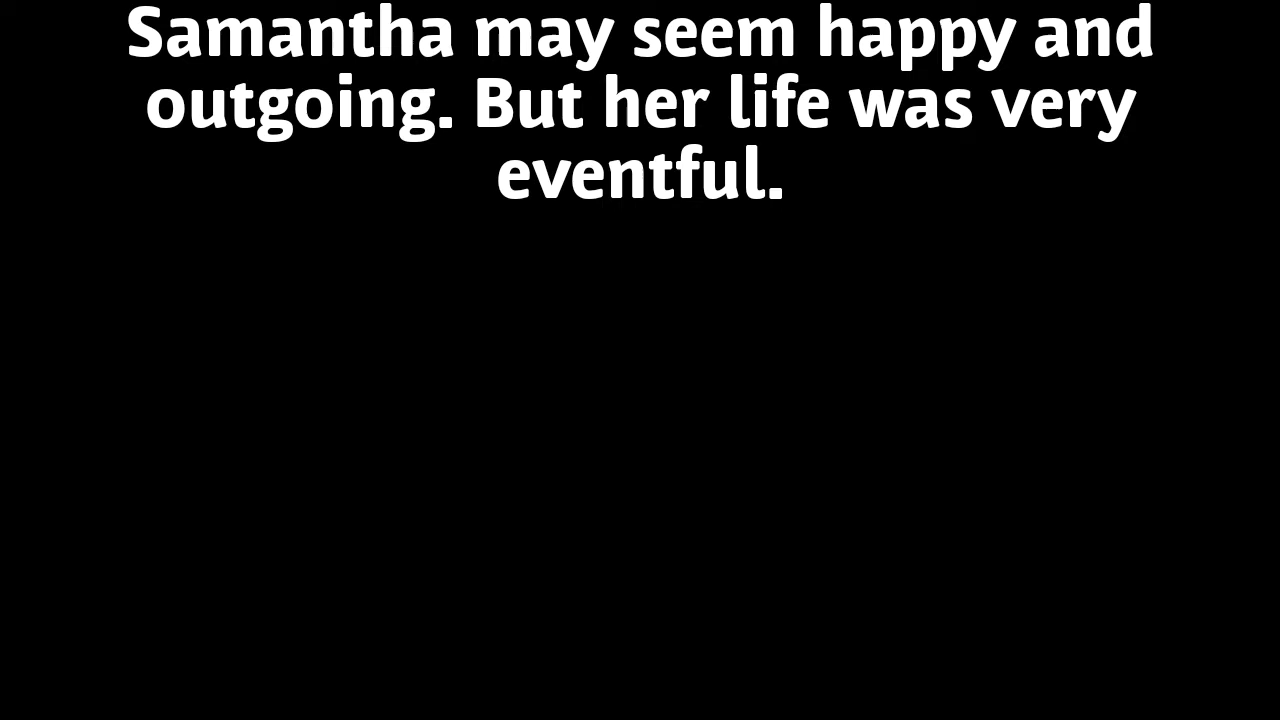 Samantha may seem happy and
outgoing. But her life was very
eventful.